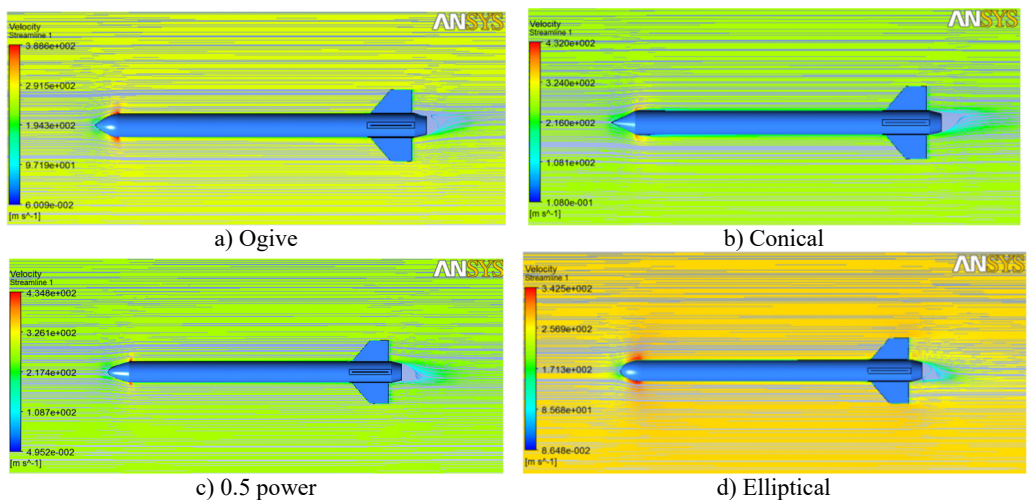 ANSYS
Velocity
Streamline 1
3.886e+002
2.915e+002
1.943e+002
9.719e+001
6.009e-002
[m s^-1]
a) Ogive
ANSYS
Velocity
Streamline 1
4.320e+002
3.240e+002
2.160e+002
1.081e+002
1.080e-001
[m s^-1]
b) Conical
ANSYS
Velocity
Streamline 1
4.348e+002
3.261e+002
2.174e+002
1.087e+002
4.952e-002
[m s^-1]
c) 0.5 power
ANSYS
Velocity
Streamline 1
3.425e+002
2.569e+002
1.713e+002
8.568e+001
8.648e-002
[m s^-1]
d) Elliptical